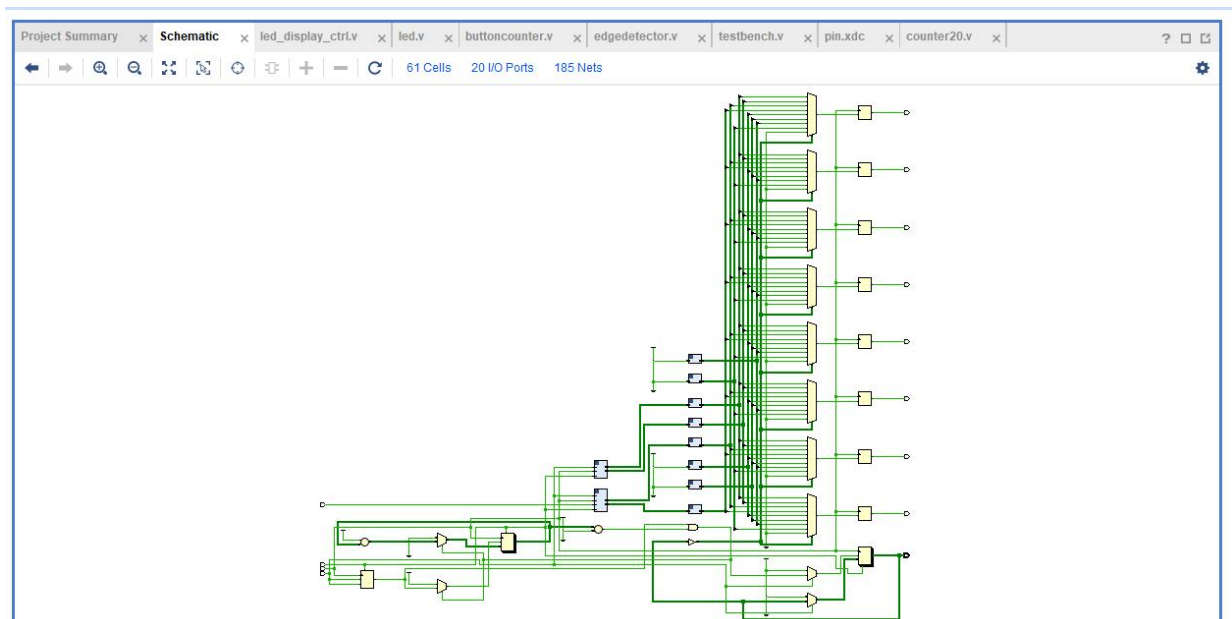 Project Summary × Schematic × led_display_ctrl.v × led.v × buttoncounter.v × edgedetector.v × testbench.v × pin.xdc × counter20.v × ?
61 Cells 20 I/O Ports 185 Nets